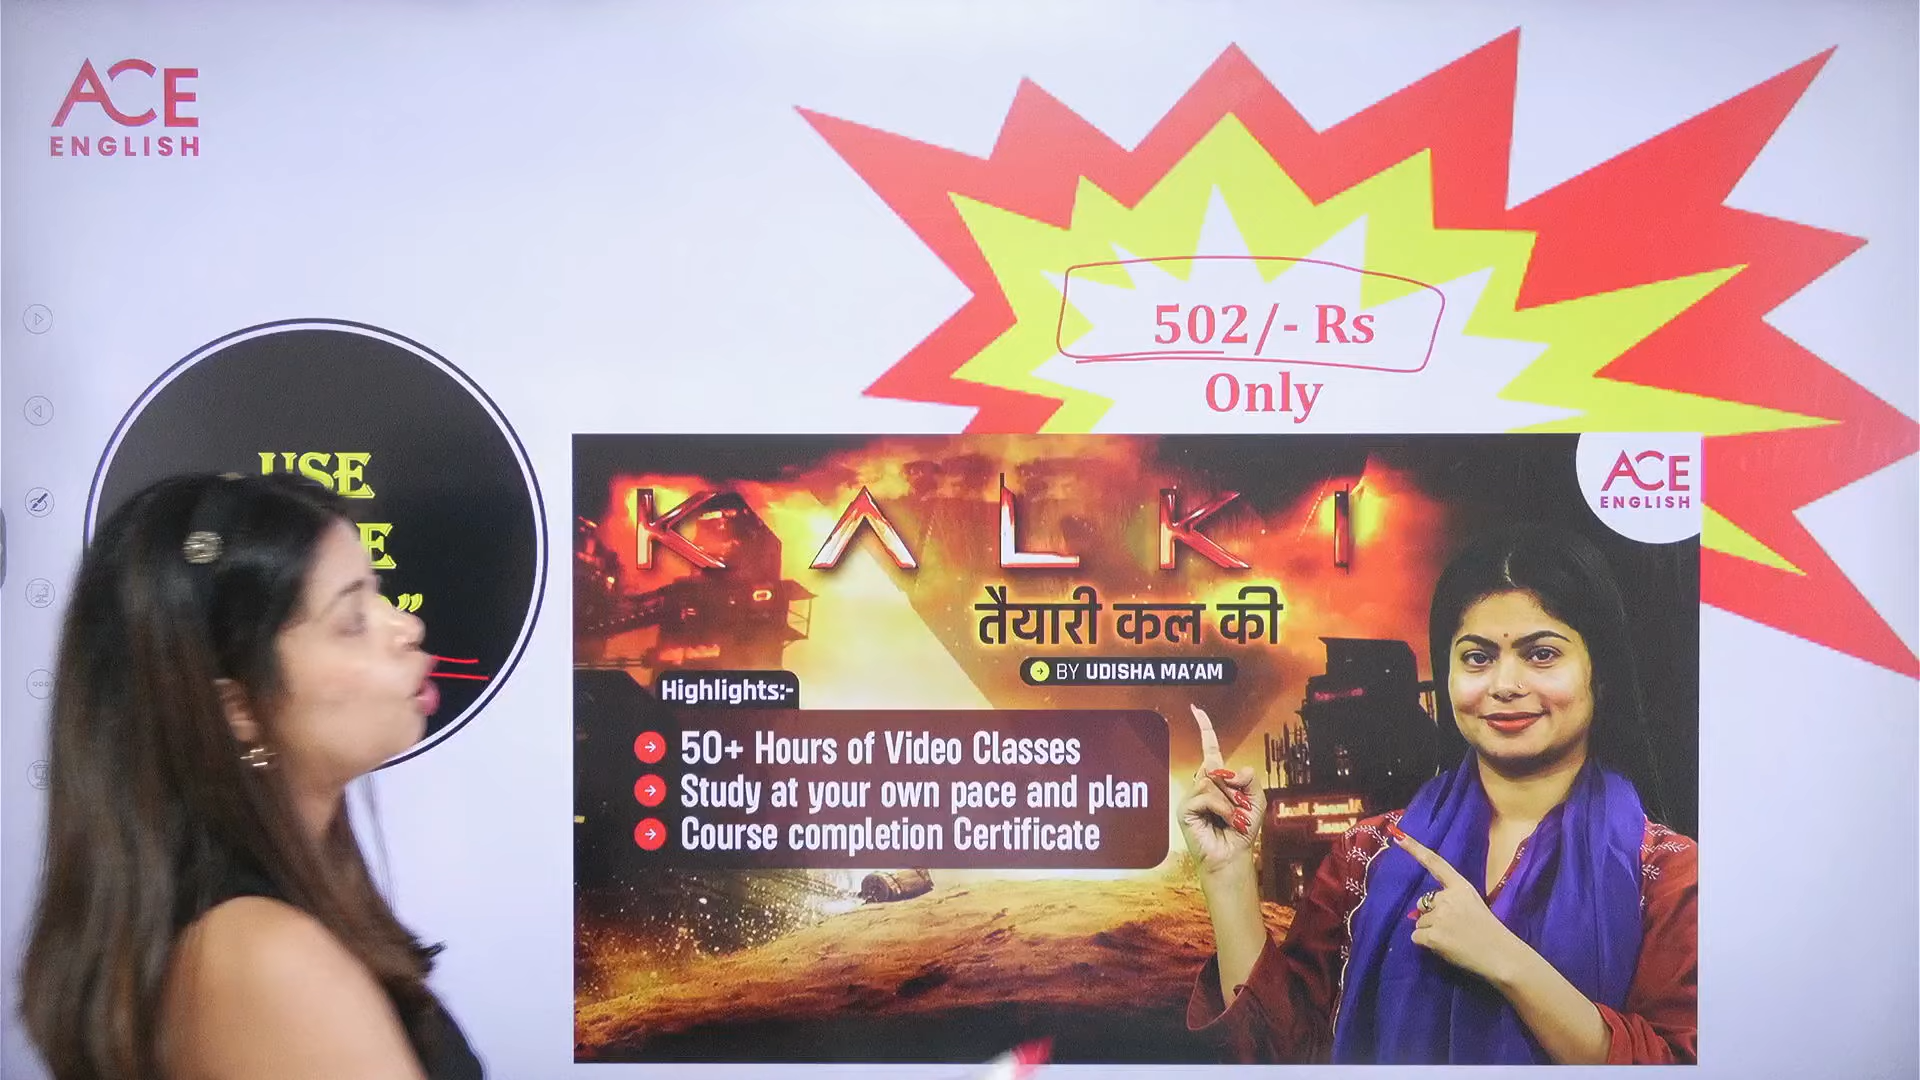 ACE
ENGLISH
502/- Rs
Only
USE
KALKI
ACE
ENGLISH
तैयारी कल की
BY UDISHA MA'AM
Highlights:-
50+ Hours of Video Classes
Study at your own pace and plan
Course completion Certificate